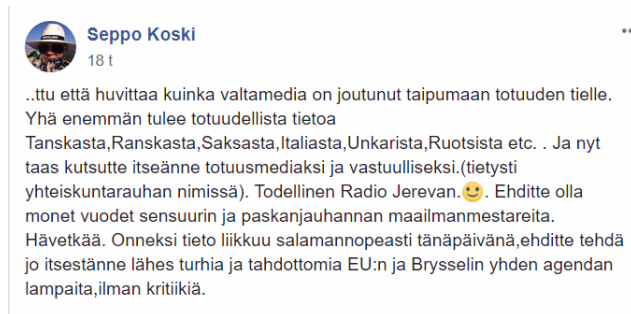 Seppo Koski
18 t
..ttu että huvittaa kuinka valtamedia on joutunut taipumaan totuuden tielle.
Yhä enemmän tulee totuudellista tietoa
Tanskasta,Ranskasta,Saksasta,Italiasta,Unkarista,Ruotsista etc. . Ja nyt
taas kutsutte itseänne totuusmediaksi ja vastuulliseksi.(tietysti
yhteiskuntarauhan nimissä). Todellinen Radio Jerevan.🙂. Ehditte olla
monet vuodet sensuurin ja paskanjauhannan maailmanmestareita.
Hävetkää. Onneksi tieto liikkuu salamannopeasti tänäpäivänä,ehditte tehdä
jo itsestänne lähes turhia ja tahdottomia EU:n ja Brysselin yhden agendan
lampaita,ilman kritiikiä.